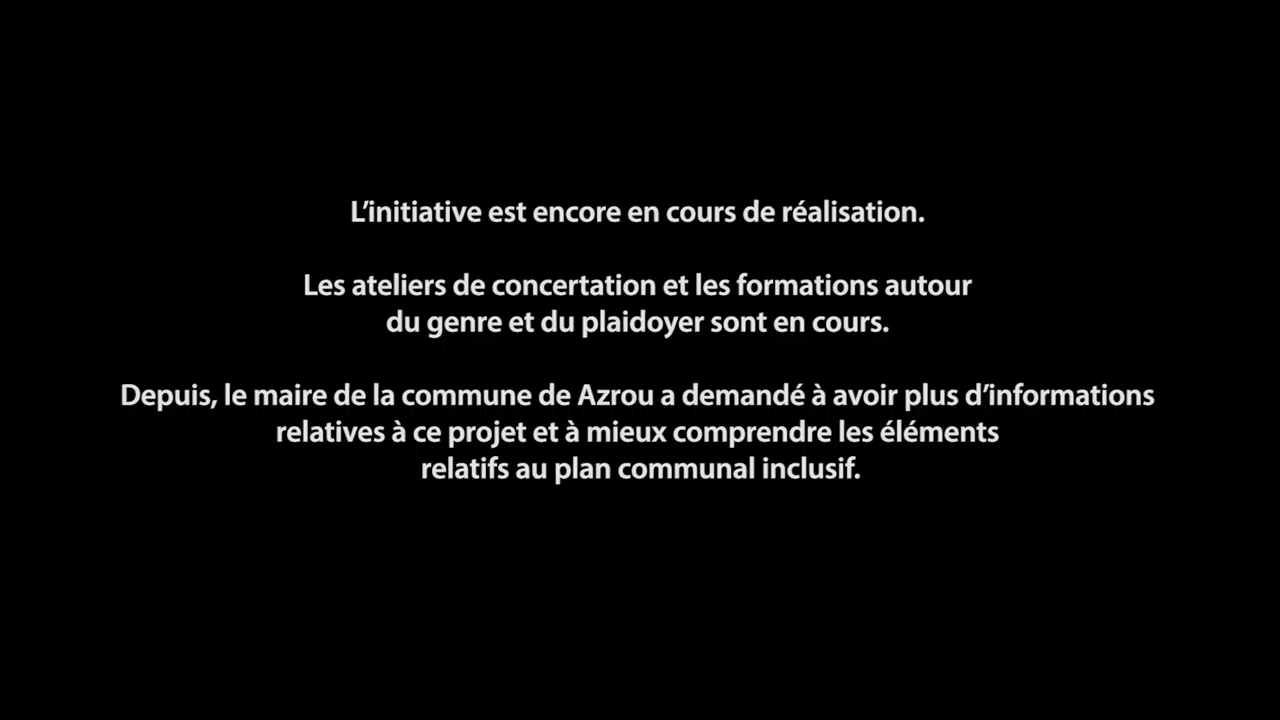 L’initiative est encore en cours de réalisation.
Les ateliers de concertation et les formations autour
du genre et du plaidoyer sont en cours.
Depuis, le maire de la commune de Azrou a demandé à avoir plus d’informations
relatives à ce projet et à mieux comprendre les éléments
relatifs au plan communal inclusif.